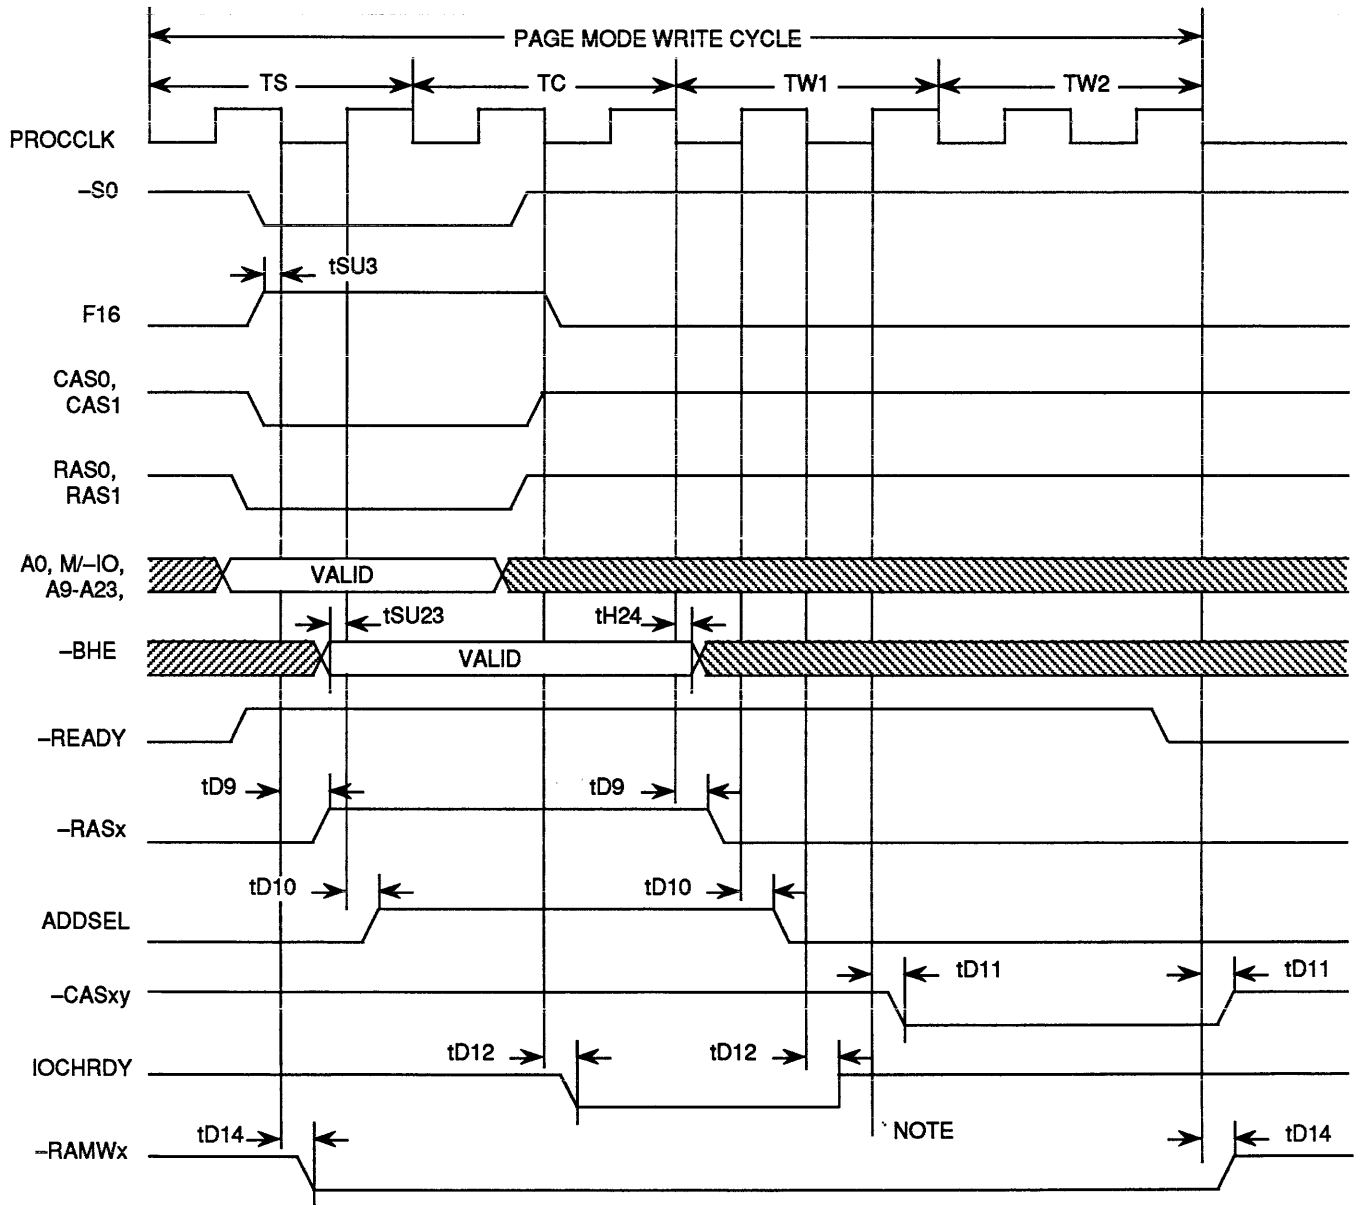 PAGE MODE WRITE CYCLE
TS TC TW1 TW2
PROCCLK
–S0
tSU3
F16
CAS0,
CAS1
RAS0,
RAS1
A0, M/–IO,
A9-A23,
VALID
tSU23 tH24
–BHE
VALID
–READY
tD9 tD9
–RASx
tD10 tD10
ADDSEL
tD11 tD11
–CASxy
tD12 tD12
IOCHRDY
NOTE
tD14 tD14
–RAMWx